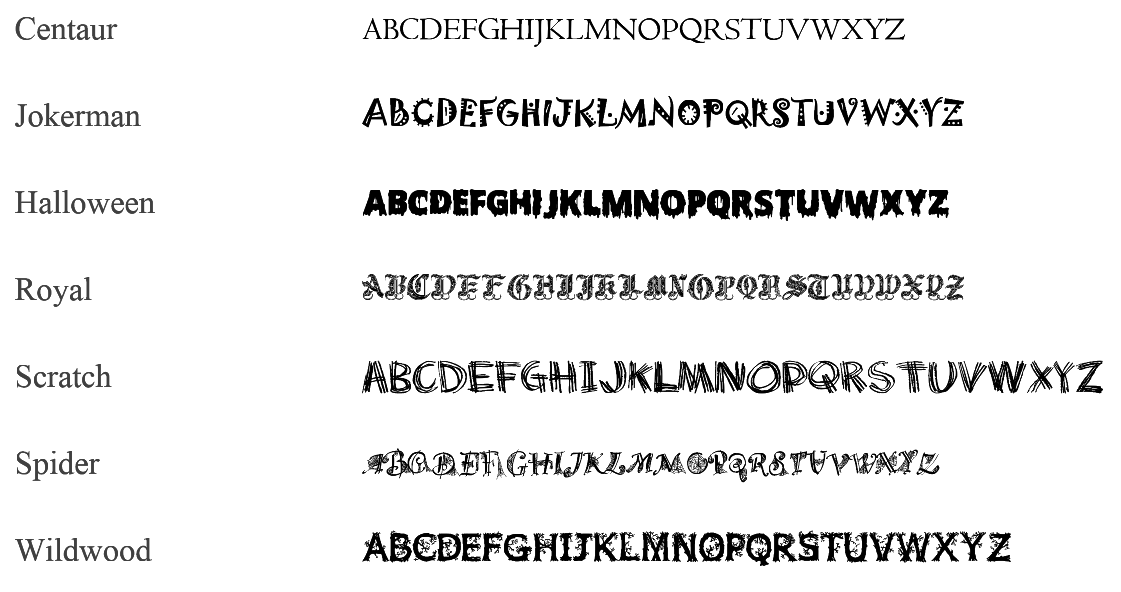 Centaur ABCDEFGHIJKLMNOPQRSTUVWXYZ
Jokerman ABCDEFGHIJKLMNOPQRSTUVWXYZ
Halloween ABCDEFGHIJKLMNOPQRSTUVWXYZ
Royal ABCDEFGHIJKLMNOPQRSTUVWXYZ
Scratch ABCDEFGHIJKLMNOPQRSTUVWXYZ
Spider ABCDEFGHIJKLMNOPQRSTUVWXYZ
Wildwood ABCDEFGHIJKLMNOPQRSTUVWXYZ